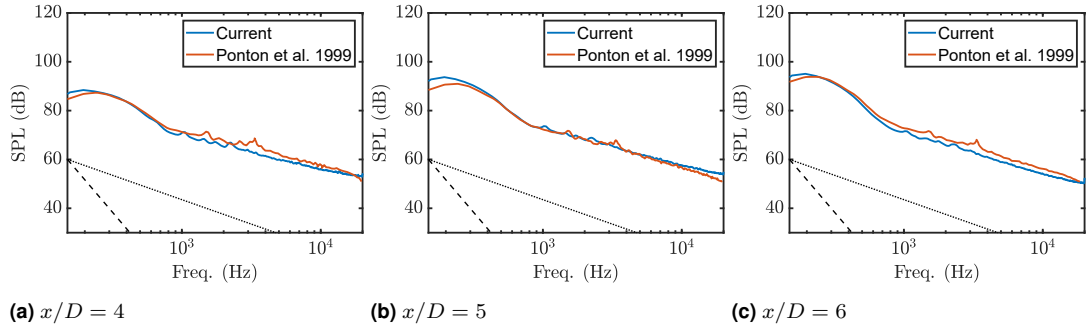 120
100
80
60
40
SPL (dB)
10^3
10^4
Freq. (Hz)
Current
Ponton et al. 1999
(a) x/D = 4
120
100
80
60
40
SPL (dB)
10^3
10^4
Freq. (Hz)
Current
Ponton et al. 1999
(b) x/D = 5
120
100
80
60
40
SPL (dB)
10^3
10^4
Freq. (Hz)
Current
Ponton et al. 1999
(c) x/D = 6